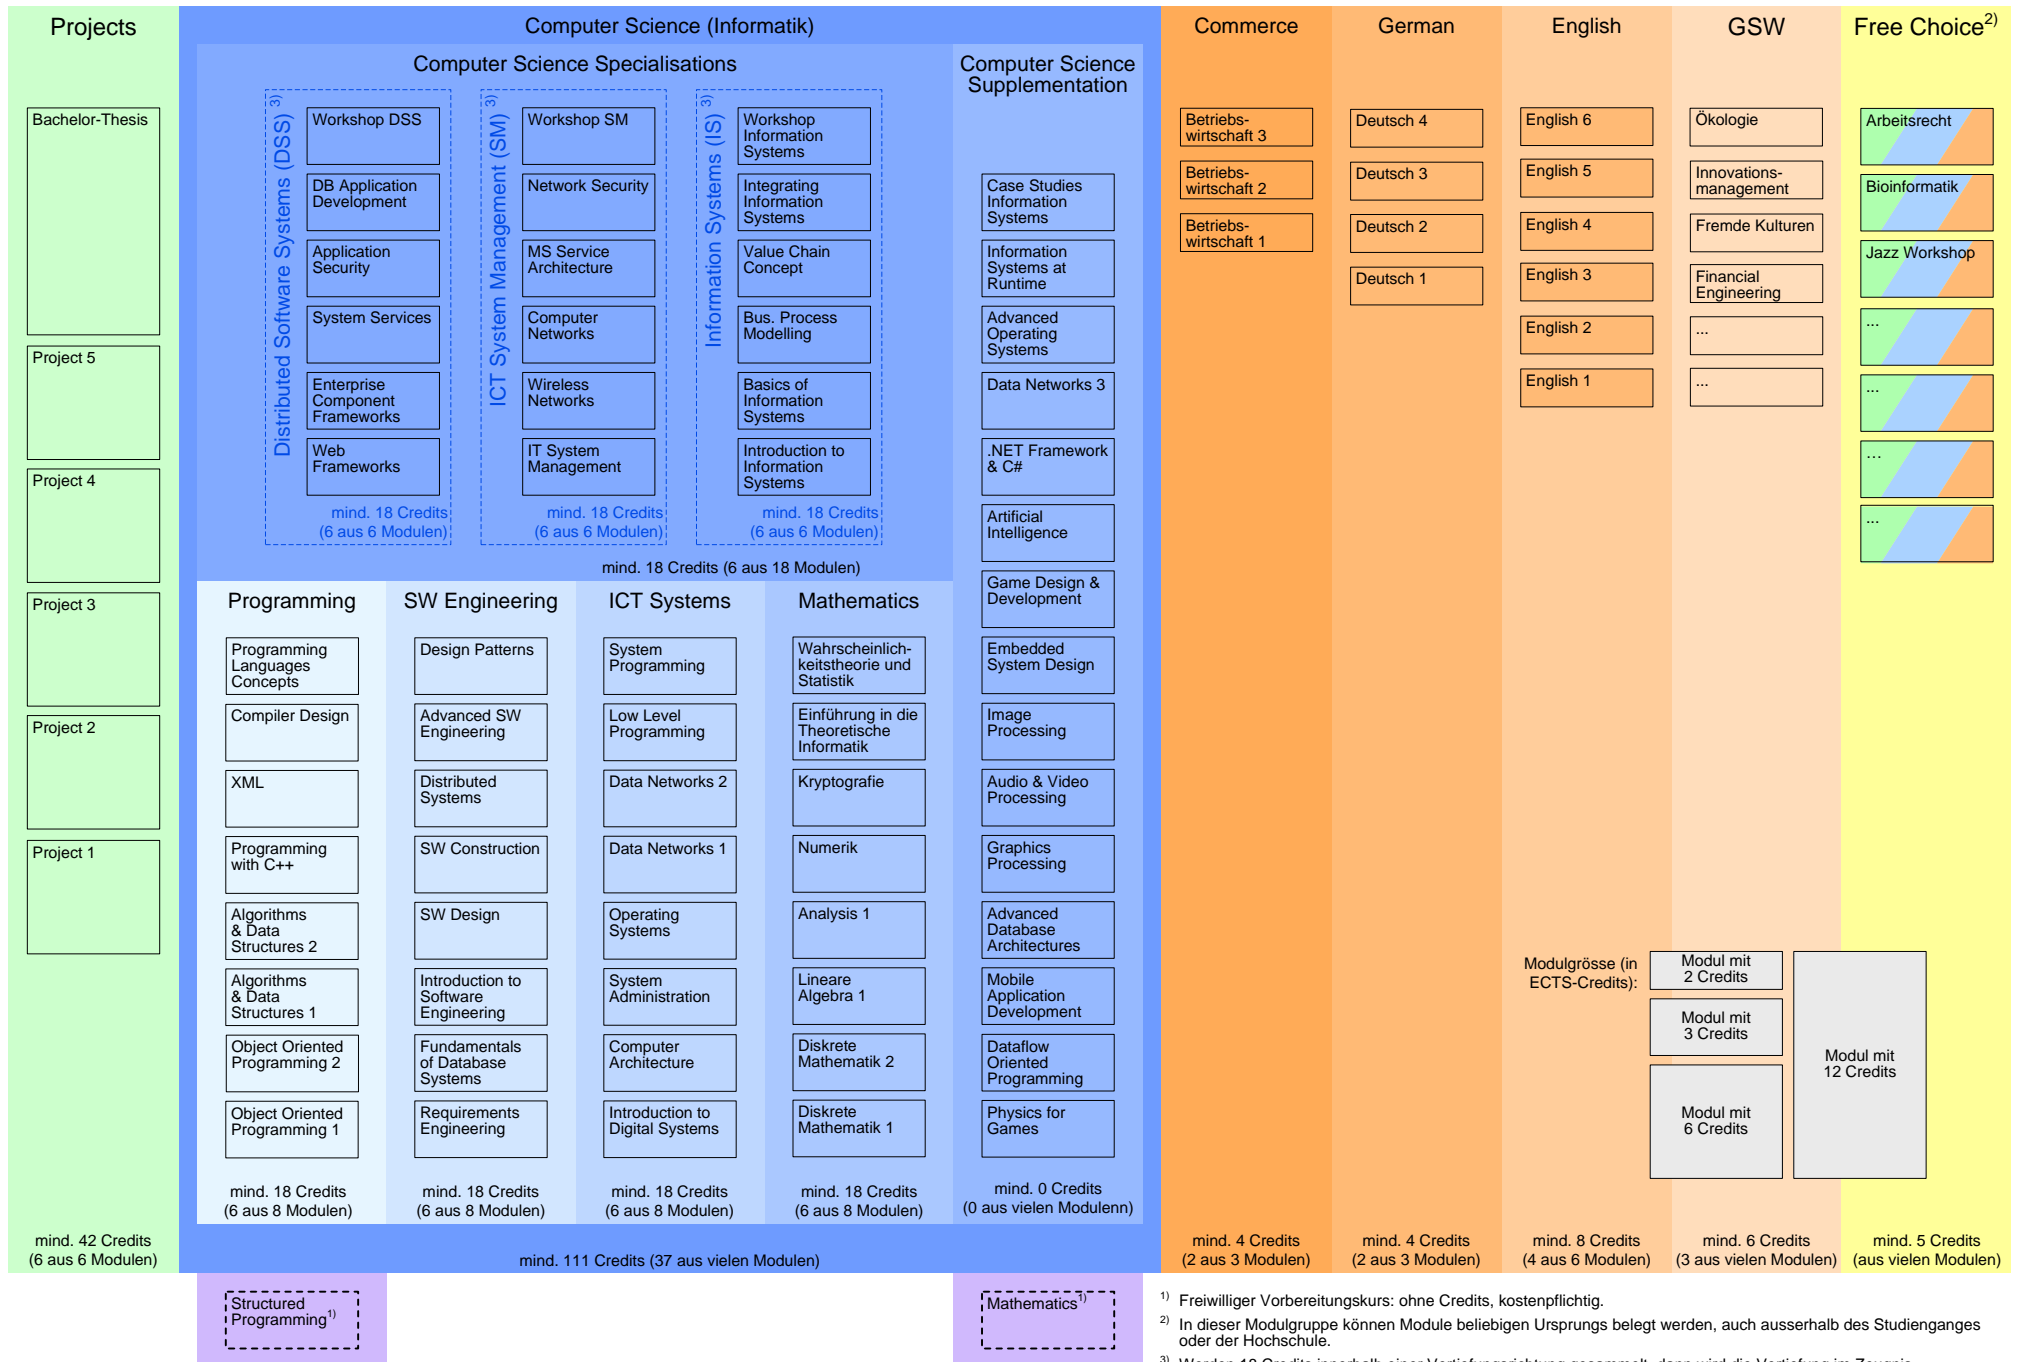 Projects
Bachelor-Thesis
Project 5
Project 4
Project 3
Project 2
Project 1
mind. 42 Credits
(6 aus 6 Modulen)
Computer Science (Informatik)
Computer Science Specialisations
Distributed Software Systems (DSS) 3)
Workshop DSS
DB Application
Development
Application
Security
System Services
Enterprise
Component
Frameworks
Web
Frameworks
mind. 18 Credits
(6 aus 6 Modulen)
ICT System Management (SM) 3)
Workshop SM
Network Security
MS Service
Architecture
Computer
Networks
Wireless
Networks
IT System
Management
mind. 18 Credits
(6 aus 6 Modulen)
Information Systems (IS) 3)
Workshop
Information
Systems
Integrating
Information
Systems
Value Chain
Concept
Bus. Process
Modelling
Basics of
Information
Systems
Introduction to
Information
Systems
mind. 18 Credits
(6 aus 6 Modulen)
mind. 18 Credits (6 aus 18 Modulen)
Programming
Programming
Languages
Concepts
Compiler Design
XML
Programming
with C++
Algorithms
& Data
Structures 2
Algorithms
& Data
Structures 1
Object Oriented
Programming 2
Object Oriented
Programming 1
mind. 18 Credits
(6 aus 8 Modulen)
SW Engineering
Design Patterns
Advanced SW
Engineering
Distributed
Systems
SW Construction
SW Design
Introduction to
Software
Engineering
Fundamentals
of Database
Systems
Requirements
Engineering
mind. 18 Credits
(6 aus 8 Modulen)
ICT Systems
System
Programming
Low Level
Programming
Data Networks 2
Data Networks 1
Operating
Systems
System
Administration
Computer
Architecture
Introduction to
Digital Systems
mind. 18 Credits
(6 aus 8 Modulen)
Mathematics
Wahrscheinlich-
keitstheorie und
Statistik
Einführung in die
Theoretische
Informatik
Kryptografie
Numerik
Analysis 1
Lineare
Algebra 1
Diskrete
Mathematik 2
Diskrete
Mathematik 1
mind. 18 Credits
(6 aus 8 Modulen)
Computer Science
Supplementation
Case Studies
Information
Systems
Information
Systems at
Runtime
Advanced
Operating
Systems
Data Networks 3
.NET Framework
& C#
Artificial
Intelligence
Game Design &
Development
Embedded
System Design
Image
Processing
Audio & Video
Processing
Graphics
Processing
Advanced
Database
Architectures
Mobile
Application
Development
Dataflow
Oriented
Programming
Physics for
Games
mind. 0 Credits
(0 aus vielen Modulenn)
mind. 111 Credits (37 aus vielen Modulen)
Commerce
Betriebs-
wirtschaft 3
Betriebs-
wirtschaft 2
Betriebs-
wirtschaft 1
mind. 4 Credits
(2 aus 3 Modulen)
German
Deutsch 4
Deutsch 3
Deutsch 2
Deutsch 1
mind. 4 Credits
(2 aus 3 Modulen)
English
English 6
English 5
English 4
English 3
English 2
English 1
mind. 8 Credits
(4 aus 6 Modulen)
GSW
Ökologie
Innovations-
management
Fremde Kulturen
Financial
Engineering
...
...
mind. 6 Credits
(3 aus vielen Modulen)
Free Choice2)
Arbeitsrecht
Bioinformatik
Jazz Workshop
...
...
...
...
mind. 5 Credits
(aus vielen Modulen)
Modulgrösse (in
ECTS-Credits):
Modul mit
2 Credits
Modul mit
3 Credits
Modul mit
6 Credits
Modul mit
12 Credits
Structured
Programming1)
Mathematics1)
1) Freiwilliger Vorbereitungskurs: ohne Credits, kostenpflichtig.
2) In dieser Modulgruppe können Module beliebigen Ursprungs belegt werden, auch ausserhalb des Studienganges
oder der Hochschule.
3) Werden 18 Credits innerhalb einer Vertiefungsrichtung gesammelt, dann wird die Vertiefung im Zeugnis